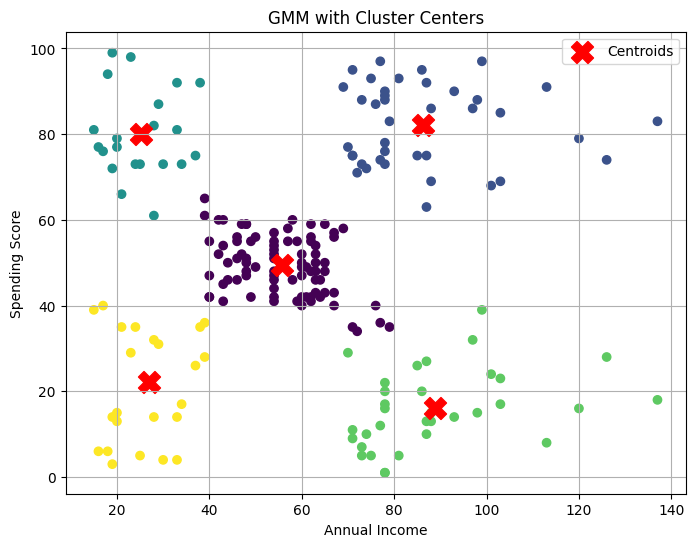 GMM with Cluster Centers
Centroids
Spending Score
100
80
60
40
20
0
20 40 60 80 100 120 140
Annual Income